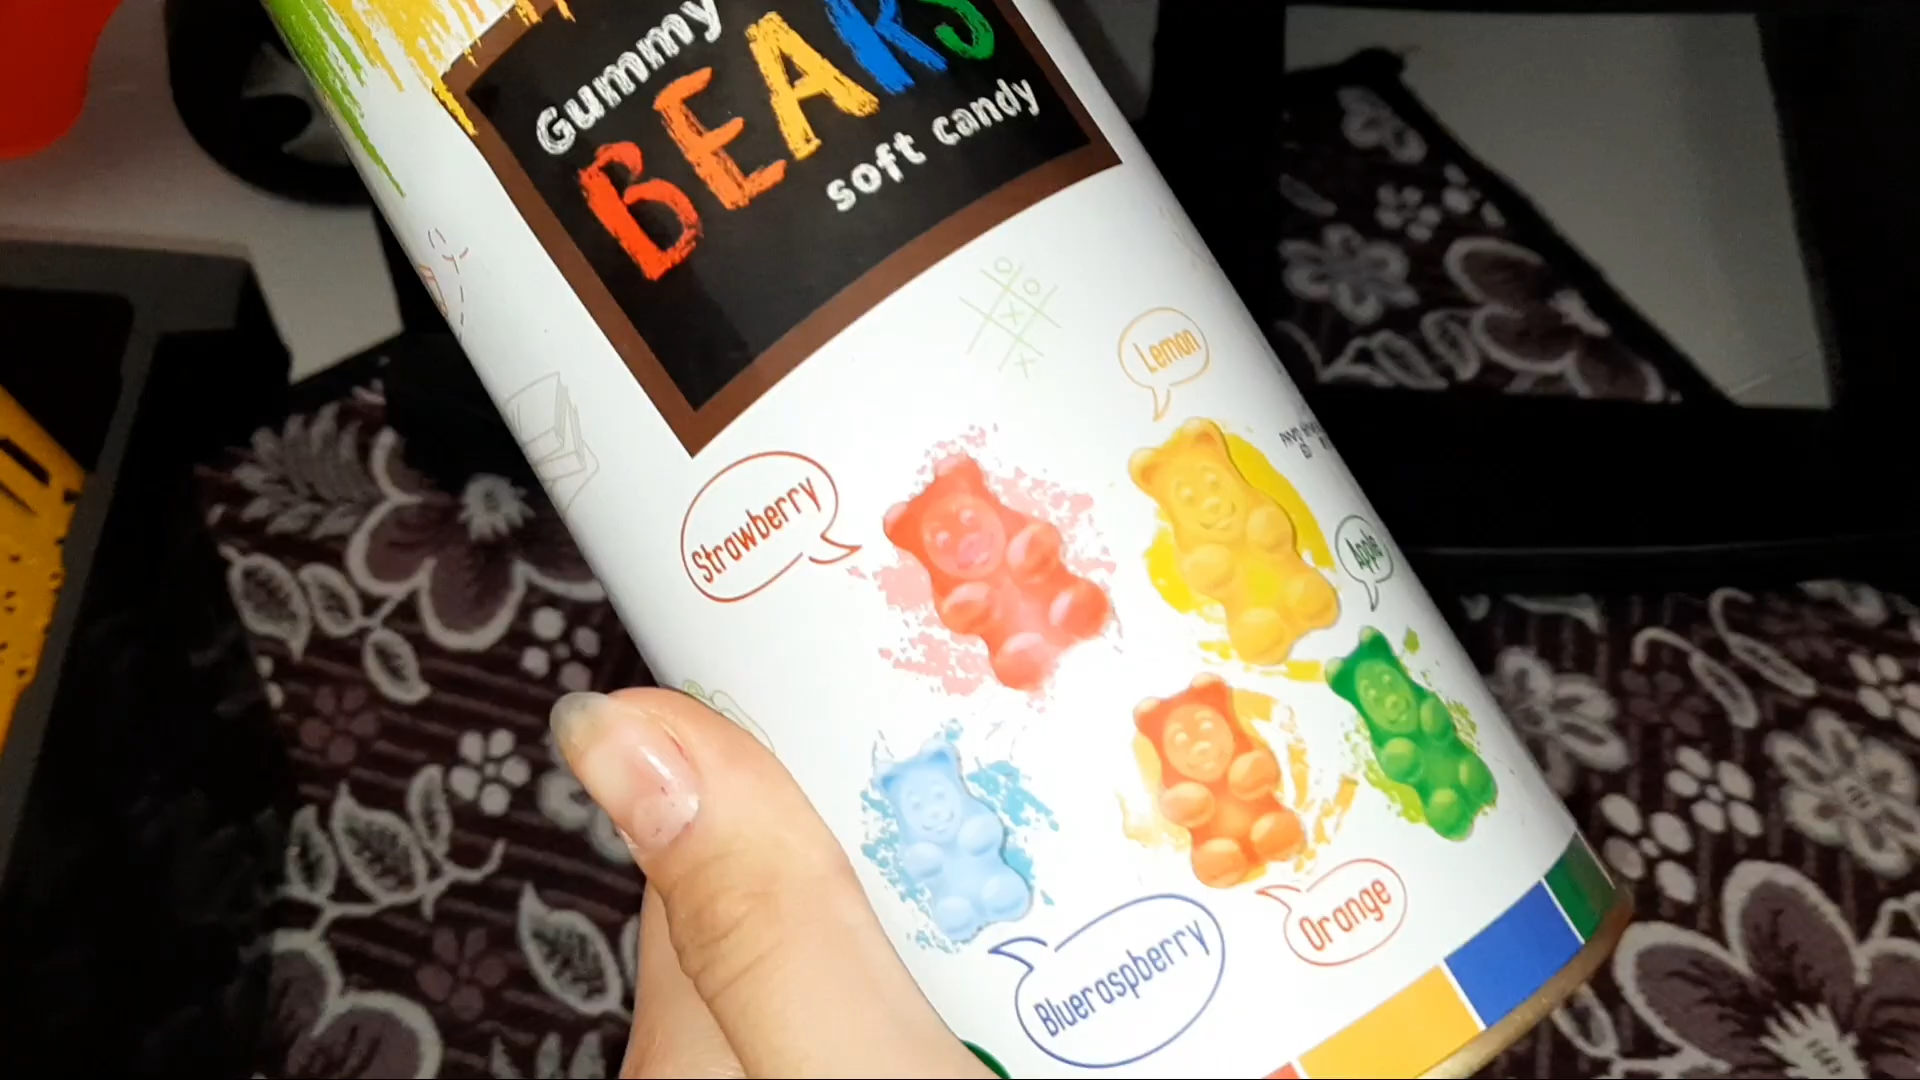 Gummy
BEARS
soft candy
Lemon
Strawberry
Apple
Orange
Blueraspberry